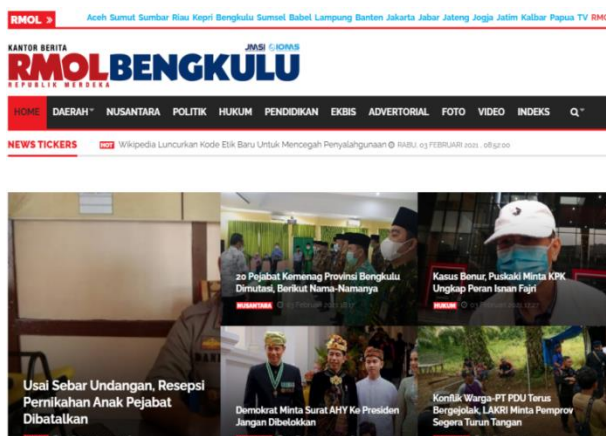 RMOL »
Aceh Sumut Sumbar Riau Kepri Bengkulu Sumsel Babel Lampung Banten Jakarta Jabar Jateng Jogja Jatim Kalbar Papua TV RMO
KANTOR BERITA
JMSI
RMOLBENGKULU
REPUBLIK MERDEKA
HOME DAERAH NUSANTARA POLITIK HUKUM PENDIDIKAN EKBIS ADVERTORIAL FOTO VIDEO INDEKS
NEWS TICKERS HOT Wikipedia Luncurkan Kode Etik Baru Untuk Mencegah Penyalahgunaan RABU, 03 FEBRUARI 2021 , 08:52:00
20 Pejabat Kemenag Provinsi Bengkulu
Dimutasi, Berikut Nama-Namanya
NUSANTARA
Kasus Benur, Puskaki Minta KPK
Ungkap Peran Isnan Fajri
HUKUM
Usai Sebar Undangan, Resepsi
Pernikahan Anak Pejabat
Dibatalkan
Demokrat Minta Surat AHY Ke Presiden
Jangan Dibelokkan
Konflik Warga-PT PDU Terus
Bergejolak, LAKRI Minta Pemprov
Segera Turun Tangan